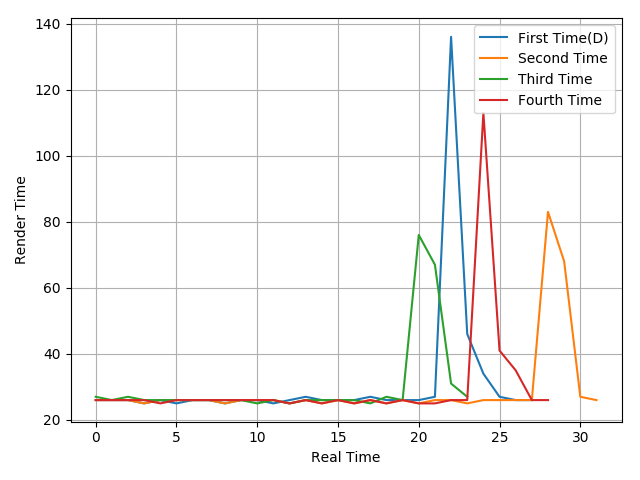 140
120
100
80
60
40
20
Render Time
0 5 10 15 20 25 30
Real Time
First Time(D)
Second Time
Third Time
Fourth Time